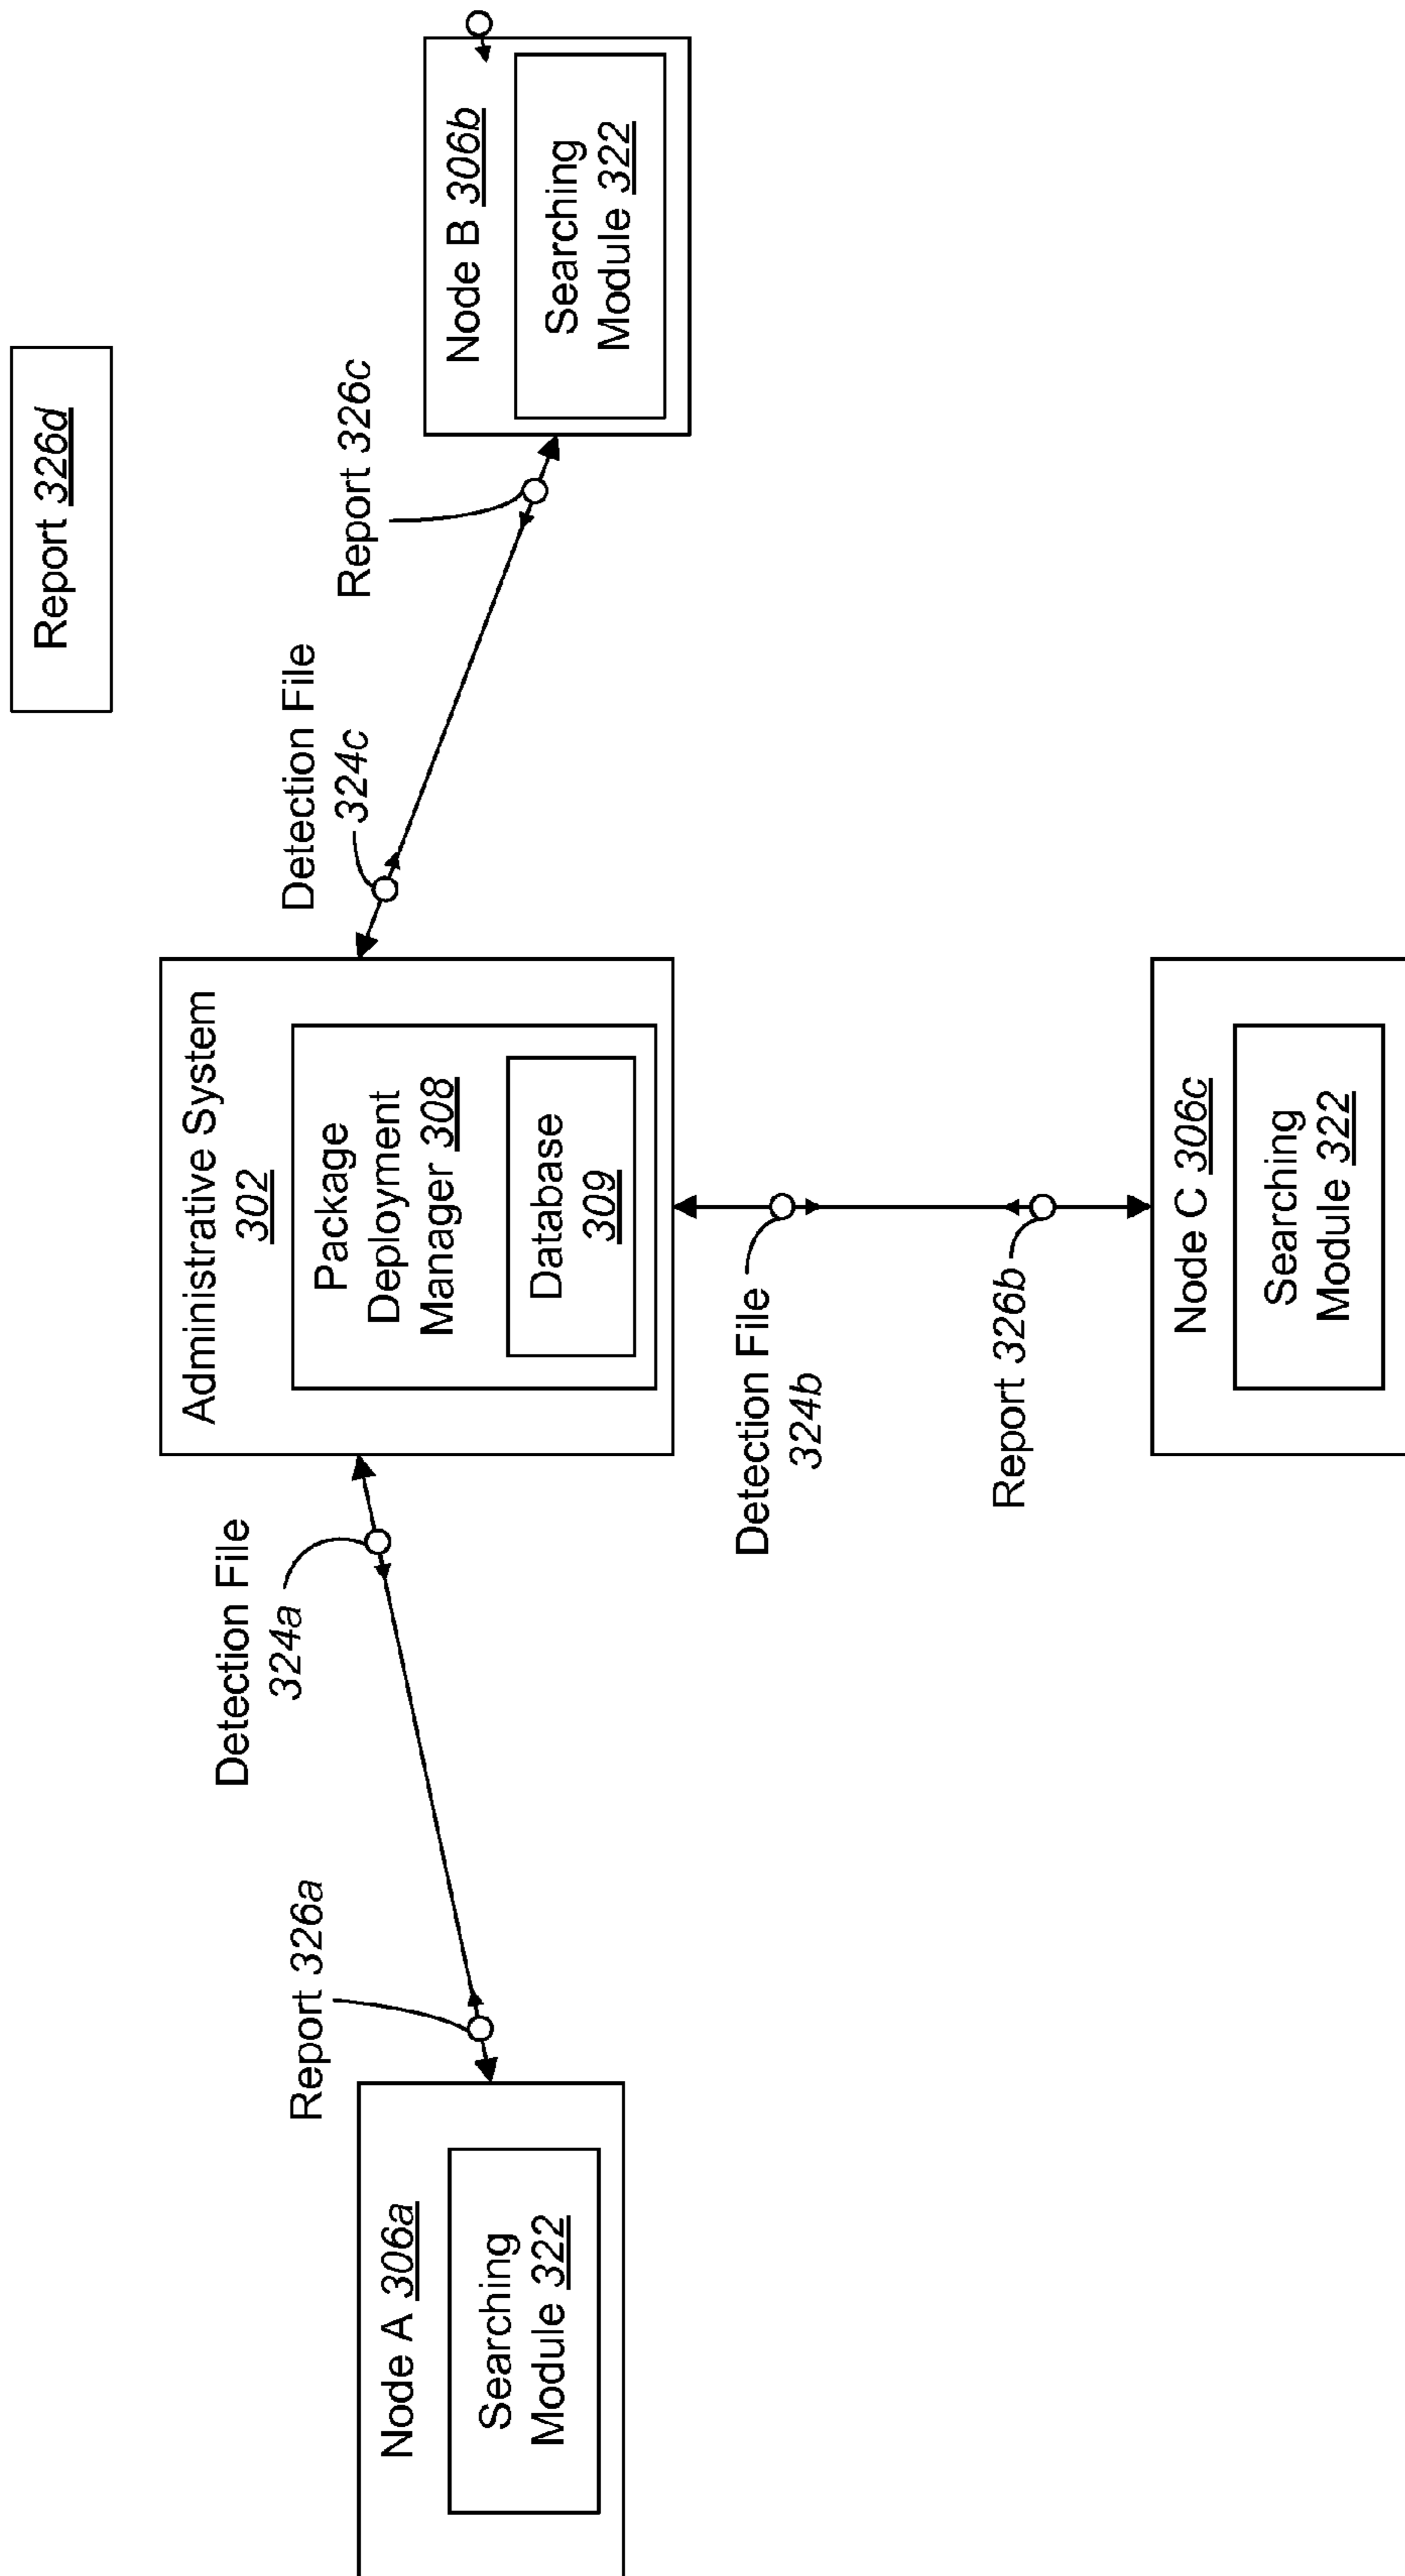 Report 326d
Administrative System
302
Package
Deployment
Manager 308
Database
309
Detection File
324a
Report 326a
Node A 306a
Searching
Module 322
Detection File
324c
Report 326c
Node B 306b
Searching
Module 322
Detection File
324b
Report 326b
Node C 306c
Searching
Module 322